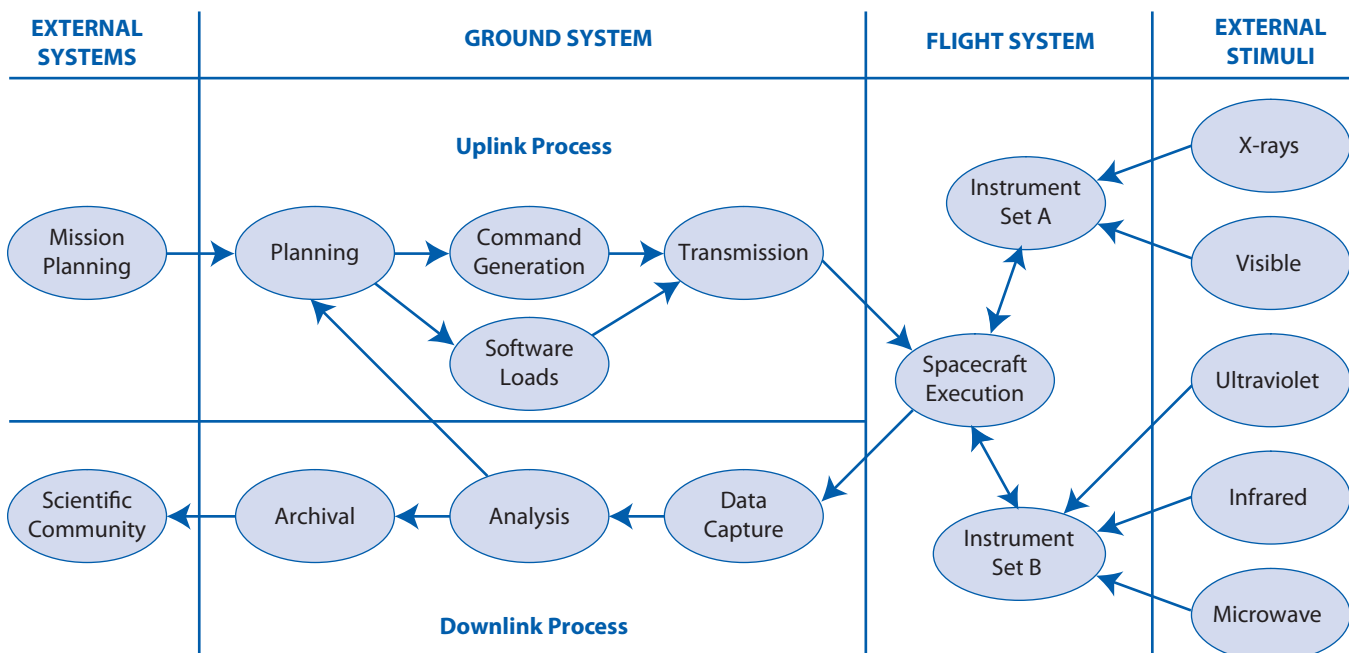 EXTERNAL
SYSTEMS
GROUND SYSTEM
FLIGHT SYSTEM
EXTERNAL
STIMULI
Uplink Process
Mission
Planning
Planning
Command
Generation
Software
Loads
Transmission
Instrument
Set A
Spacecraft
Execution
Instrument
Set B
X-rays
Visible
Ultraviolet
Infrared
Microwave
Scientific
Community
Archival
Analysis
Data
Capture
Downlink Process